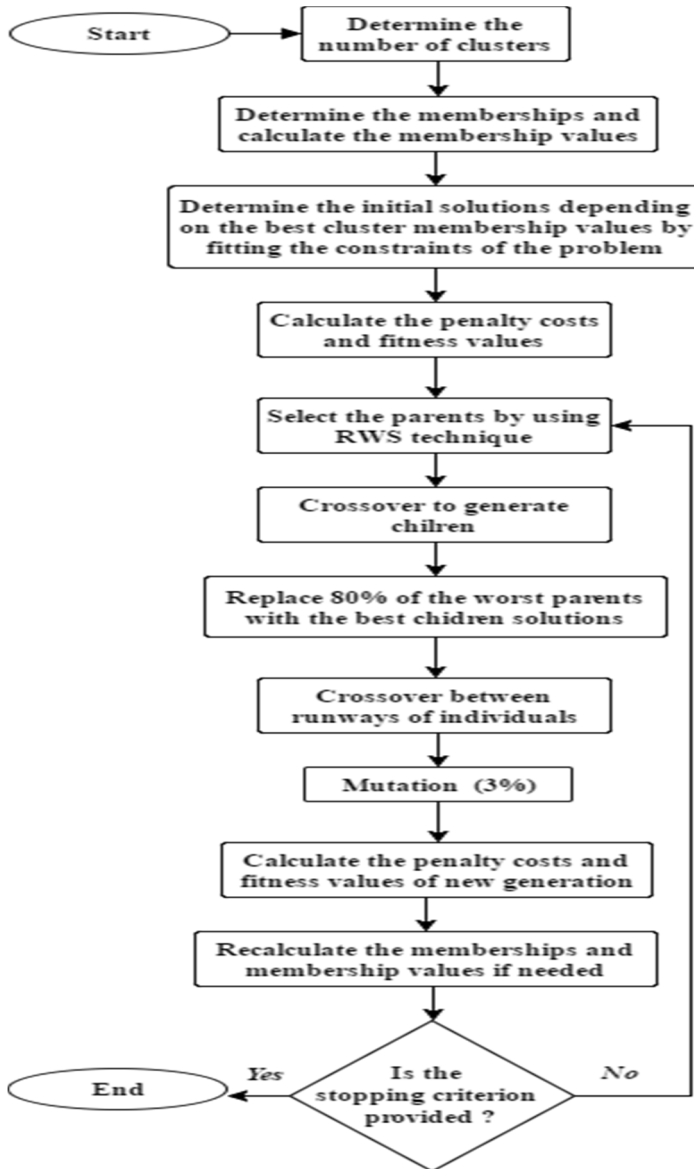 Start
Determine the
number of clusters
Determine the memberships and
calculate the membership values
Determine the initial solutions depending
on the best cluster membership values by
fitting the constraints of the problem
Calculate the penalty costs
and fitness values
Select the parents by using
RWS technique
Crossover to generate
chilren
Replace 80% of the worst parents
with the best chidren solutions
Crossover between
runways of individuals
Mutation (3%)
Calculate the penalty costs and
fitness values of new generation
Recalculate the memberships and
membership values if needed
Is the
stopping criterion
provided ?
Yes
No
End